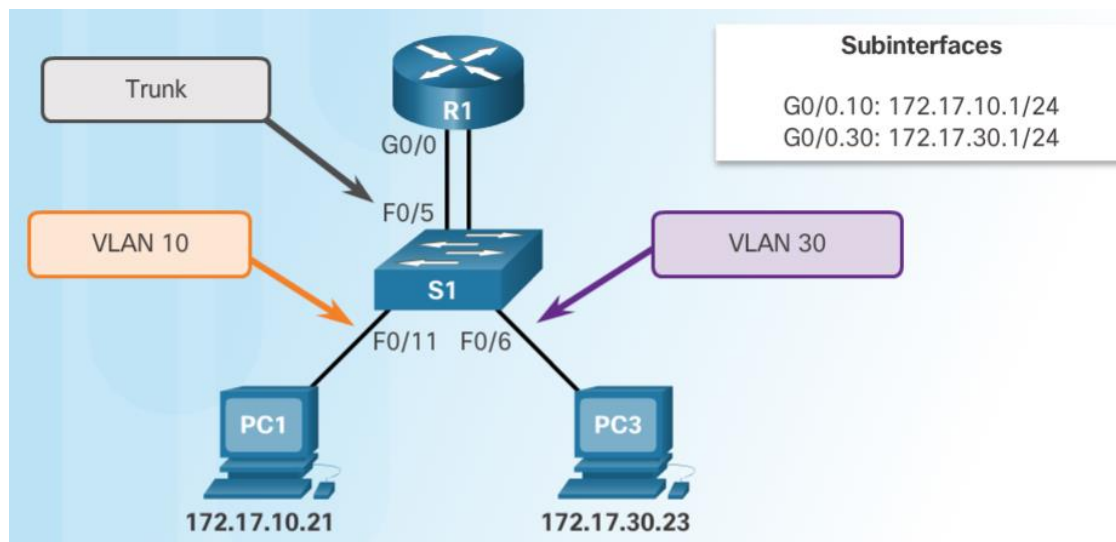 Subinterfaces
G0/0.10: 172.17.10.1/24
G0/0.30: 172.17.30.1/24
Trunk
R1
G0/0
F0/5
VLAN 10
VLAN 30
S1
F0/11 F0/6
PC1
PC3
172.17.10.21
172.17.30.23